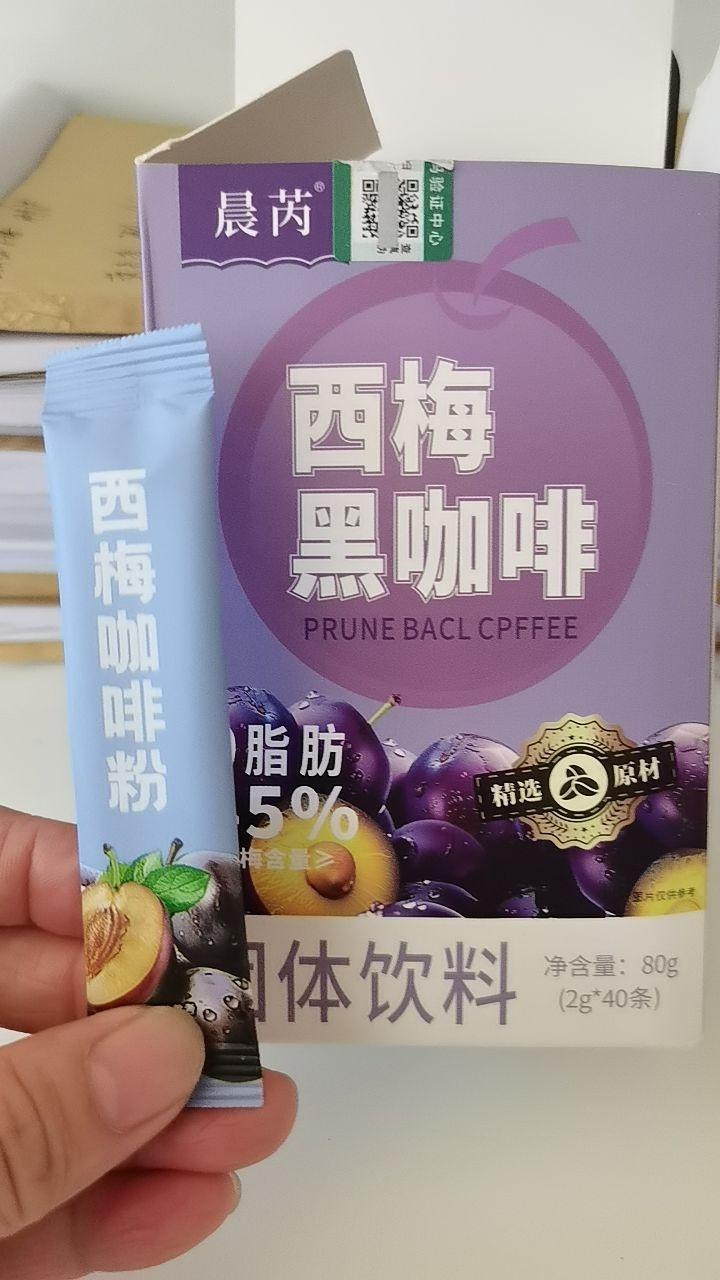 晨芮®
验证中心
西梅
黑咖啡
PRUNE BACL CPFFEE
脂肪
5%
梅含量≥
精选 原材
图片仅供参考
体饮料
净含量：80g
(2g*40条)
西梅咖啡粉